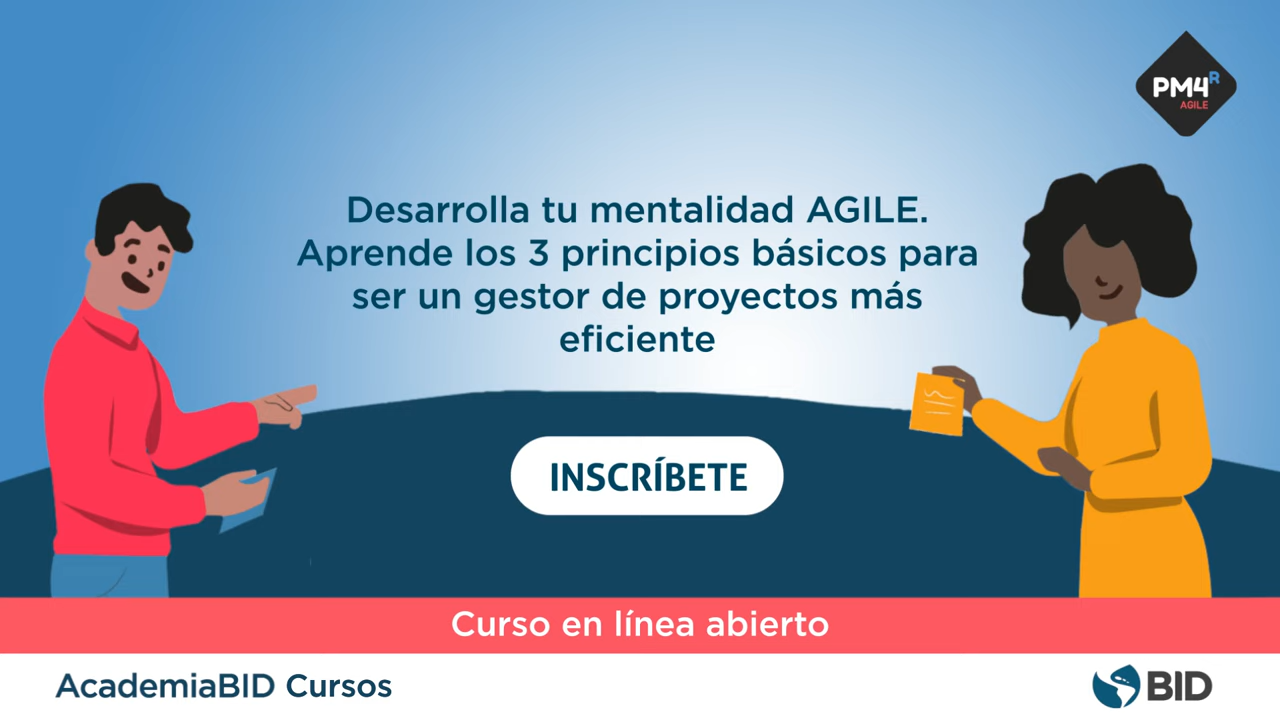 PM4R
AGILE
Desarrolla tu mentalidad AGILE.
Aprende los 3 principios básicos para
ser un gestor de proyectos más
eficiente
INSCRÍBETE
Curso en línea abierto
AcademiaBID Cursos
BID